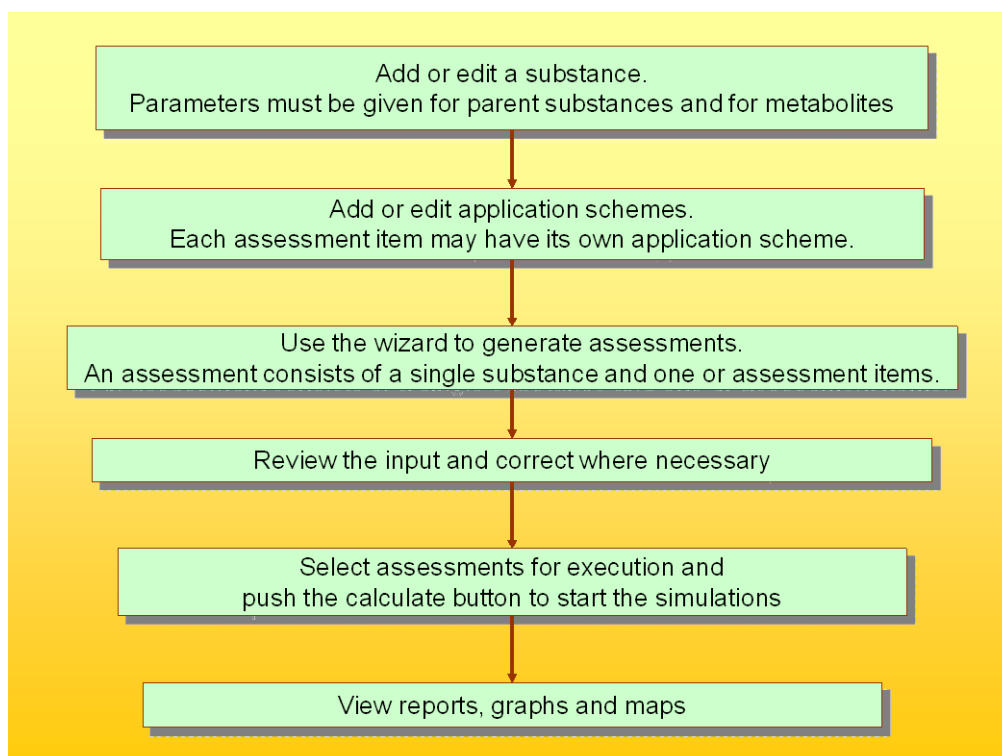 Add or edit a substance.
Parameters must be given for parent substances and for metabolites
Add or edit application schemes.
Each assessment item may have its own application scheme.
Use the wizard to generate assessments.
An assessment consists of a single substance and one or assessment items.
Review the input and correct where necessary
Select assessments for execution and
push the calculate button to start the simulations
View reports, graphs and maps